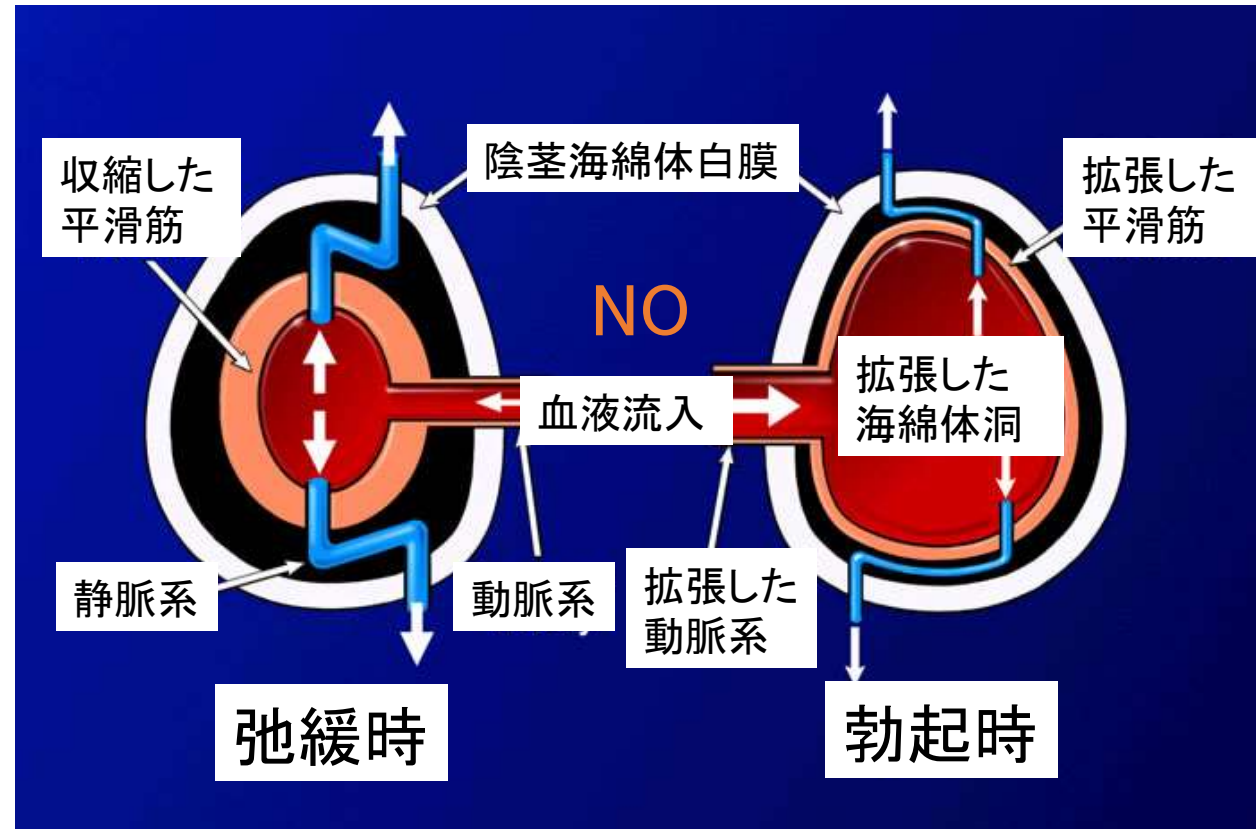 収縮した
平滑筋
陰茎海綿体白膜
拡張した
平滑筋
NO
血液流入
拡張した
海綿体洞
静脈系
動脈系
拡張した
動脈系
弛緩時
勃起時